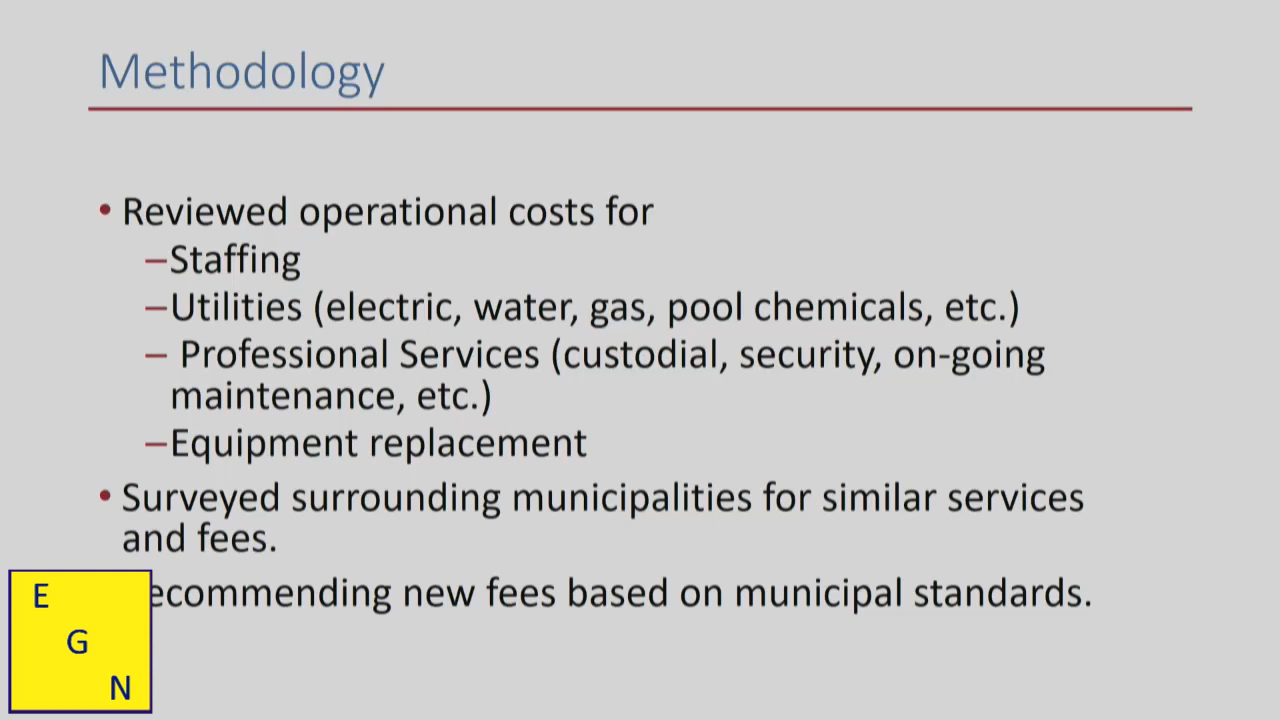 Methodology
• Reviewed operational costs for
–Staffing
–Utilities (electric, water, gas, pool chemicals, etc.)
– Professional Services (custodial, security, on-going
maintenance, etc.)
–Equipment replacement
• Surveyed surrounding municipalities for similar services
and fees.
ecommending new fees based on municipal standards.
E
G
N